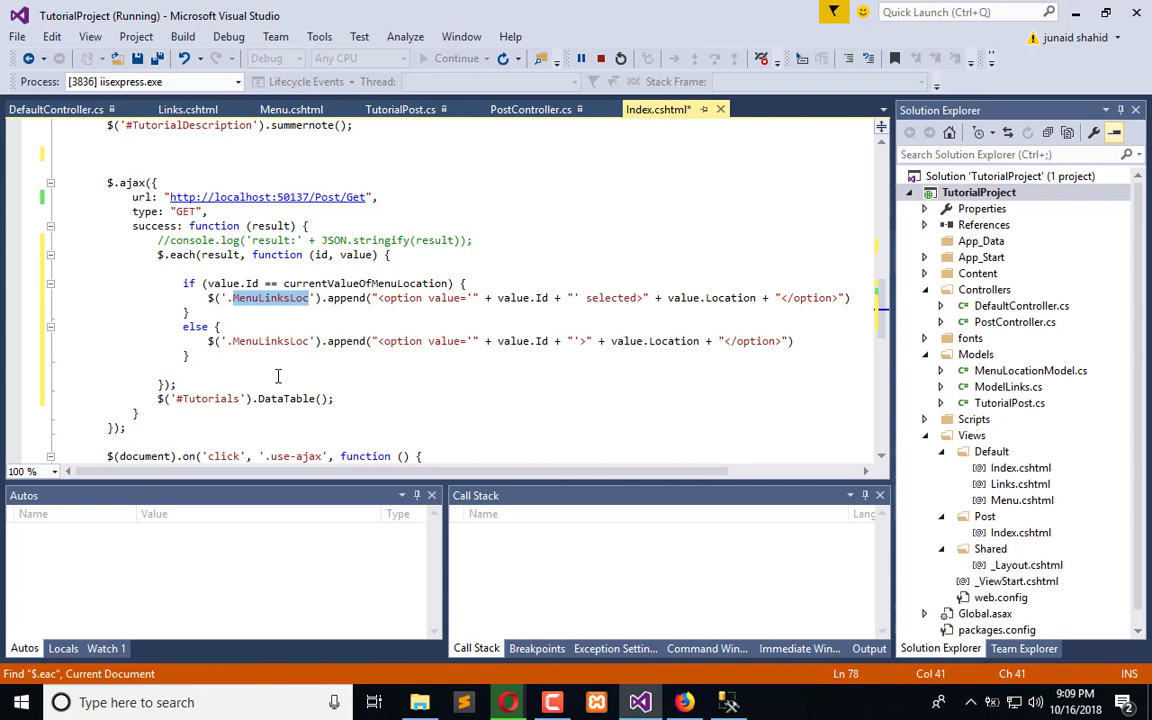 TutorialProject (Running) - Microsoft Visual Studio
Quick Launch (Ctrl+Q)
File Edit View Project Build Debug Team Tools Test Analyze Window Help
junaid shahid
Debug Any CPU Continue
Process: [3836] iisexpress.exe Lifecycle Events Thread: Stack Frame:
DefaultController.cs Links.cshtml Menu.cshtml TutorialPost.cs PostController.cs Index.cshtml*
$('#TutorialDescription').summernote();
$.ajax({
url: "http://localhost:50137/Post/Get",
type: "GET",
success: function (result) {
//console.log('result:' + JSON.stringify(result));
$.each(result, function (id, value) {
if (value.Id == currentValueOfMenuLocation) {
$('.MenuLinksLoc').append("<option value='" + value.Id + "' selected>" + value.Location + "</option>")
}
else {
$('.MenuLinksLoc').append("<option value='" + value.Id + "'>" + value.Location + "</option>")
}
});
$('#Tutorials').DataTable();
}
});
$(document).on('click', '.use-ajax', function () {
100 %
Solution Explorer
Search Solution Explorer (Ctrl+;)
Solution 'TutorialProject' (1 project)
TutorialProject
Properties
References
App_Data
App_Start
Content
Controllers
DefaultController.cs
PostController.cs
fonts
Models
MenuLocationModel.cs
ModelLinks.cs
TutorialPost.cs
Scripts
Views
Default
Index.cshtml
Links.cshtml
Menu.cshtml
Post
Index.cshtml
Shared
_Layout.cshtml
_ViewStart.cshtml
web.config
Global.asax
packages.config
Solution Explorer Team Explorer
Autos
Name Value Type
Autos Locals Watch 1
Call Stack
Name Lang
Call Stack Breakpoints Exception Settin... Command Win... Immediate Win... Output
Find "$.eac", Current Document Ln 78 Col 41 Ch 41 INS
Type here to search
9:09 PM
10/16/2018